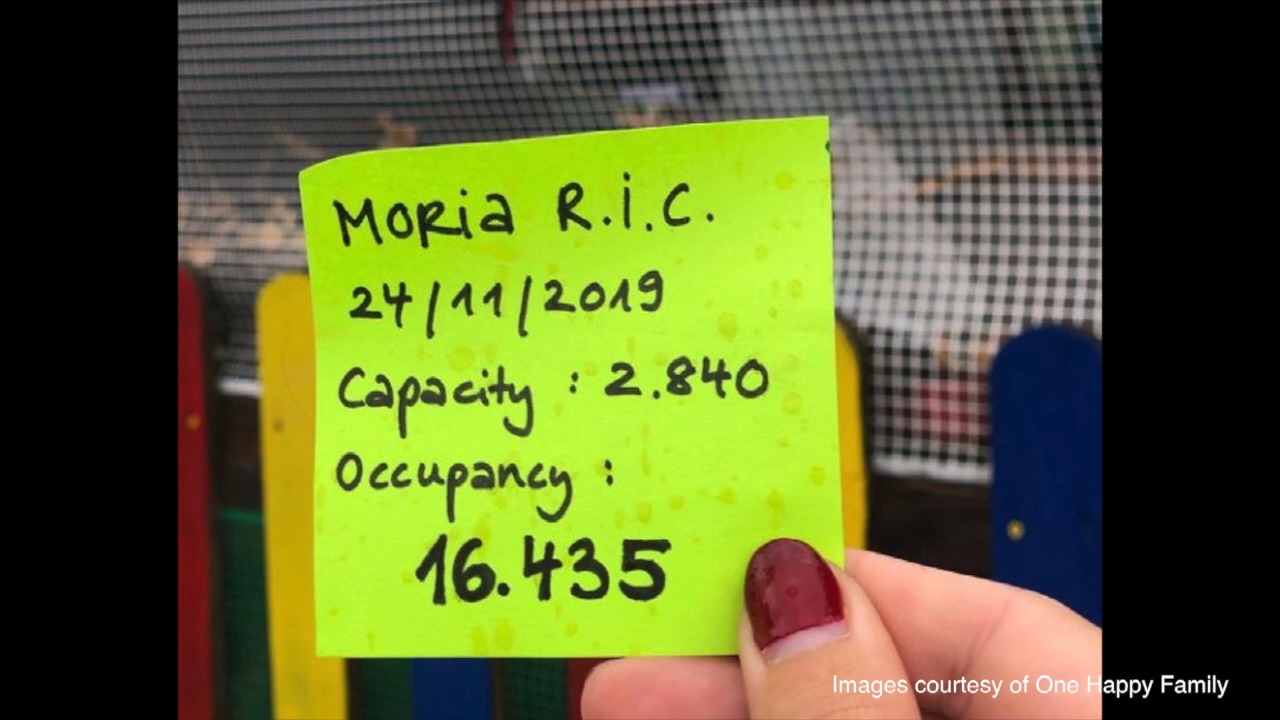 Moria R.i.C.
24/11/2019
Capacity : 2.840
Occupancy :
16.435
Images courtesy of One Happy Family